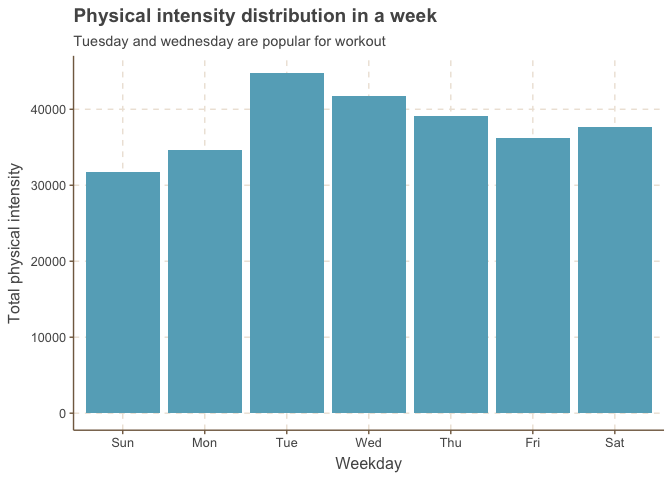 Physical intensity distribution in a week
Tuesday and wednesday are popular for workout
Total physical intensity
40000
30000
20000
10000
0
Sun Mon Tue Wed Thu Fri Sat
Weekday